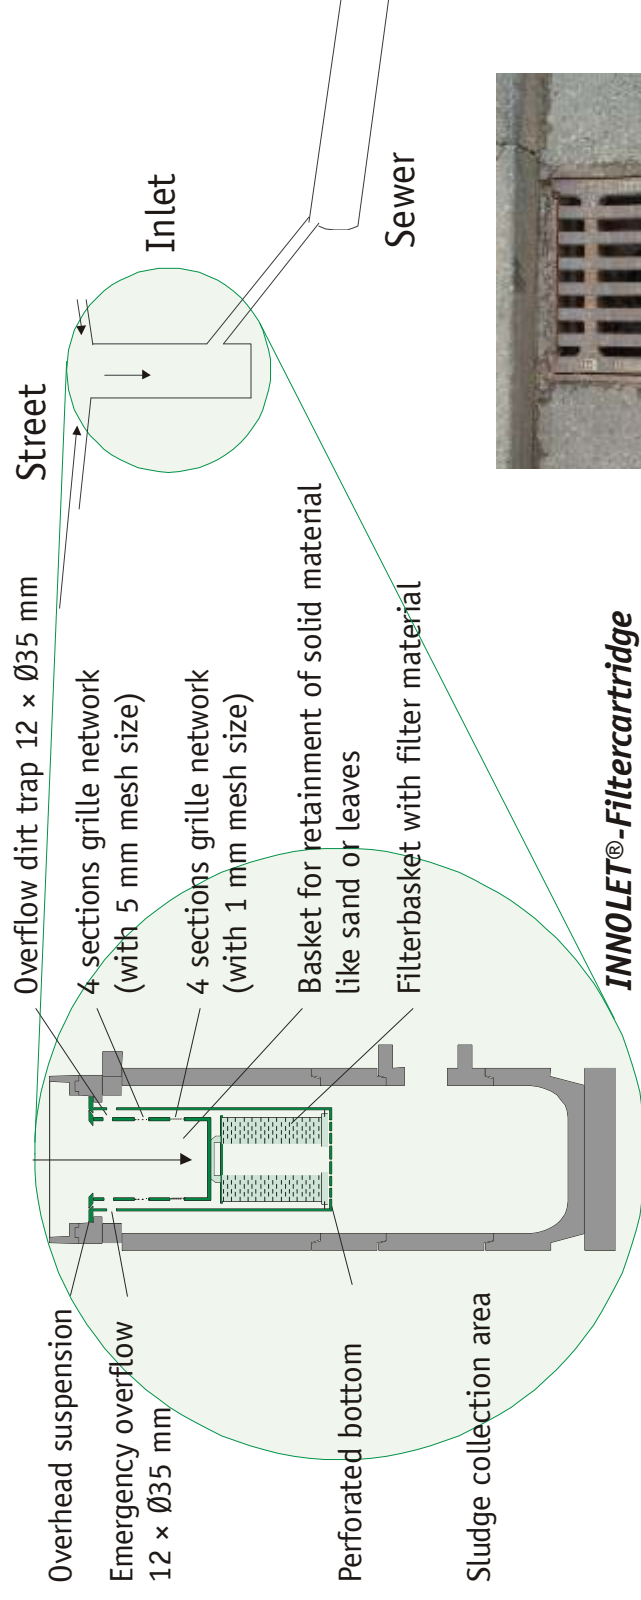 Street
Inlet
Sewer
Overflow dirt trap 12 × Ø35 mm
4 sections grille network
(with 5 mm mesh size)
4 sections grille network
(with 1 mm mesh size)
Basket for retainment of solid material
like sand or leaves
Filterbasket with filter material
Overhead suspension
Emergency overflow
12 × Ø35 mm
Perforated bottom
Sludge collection area
INNOLET®-Filtercartridge